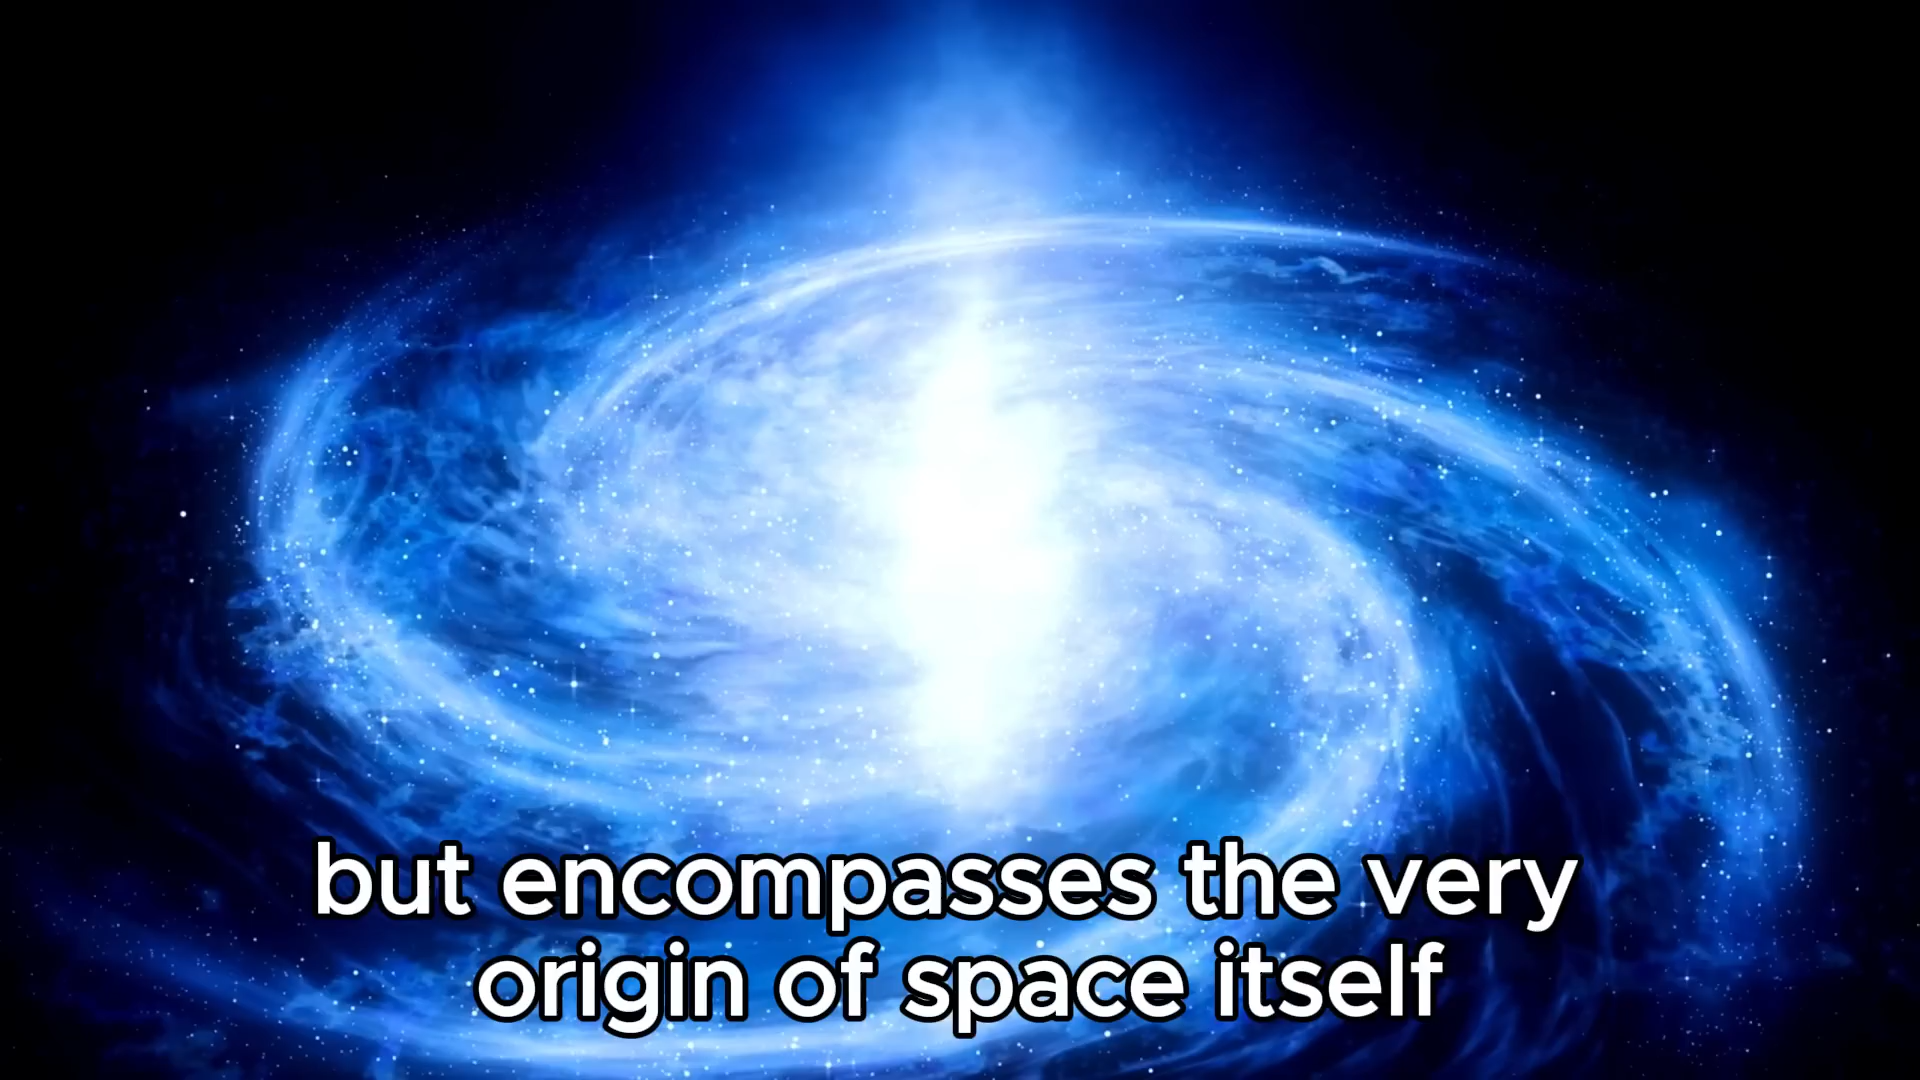 but encompasses the very
origin of space itself